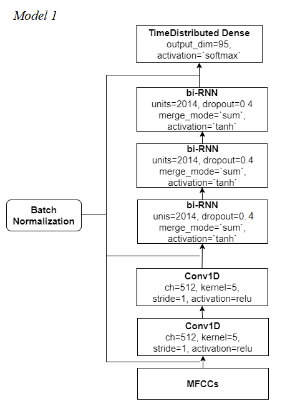 Model 1
TimeDistributed Dense
output_dim=95,
activation=`softmax`
bi-RNN
units=2014, dropout=0.4
merge_mode=`sum`,
activation=`tanh`
bi-RNN
units=2014, dropout=0.4
merge_mode=`sum`,
activation=`tanh`
Batch
Normalization
bi-RNN
unis=2014, dropout=0.4
merge_mode=`sum`,
activation=`tanh`
Conv1D
ch=512, kernel=5,
stride=1, activation=relu
Conv1D
ch=512, kernel=5,
stride=1, activation=relu
MFCCs